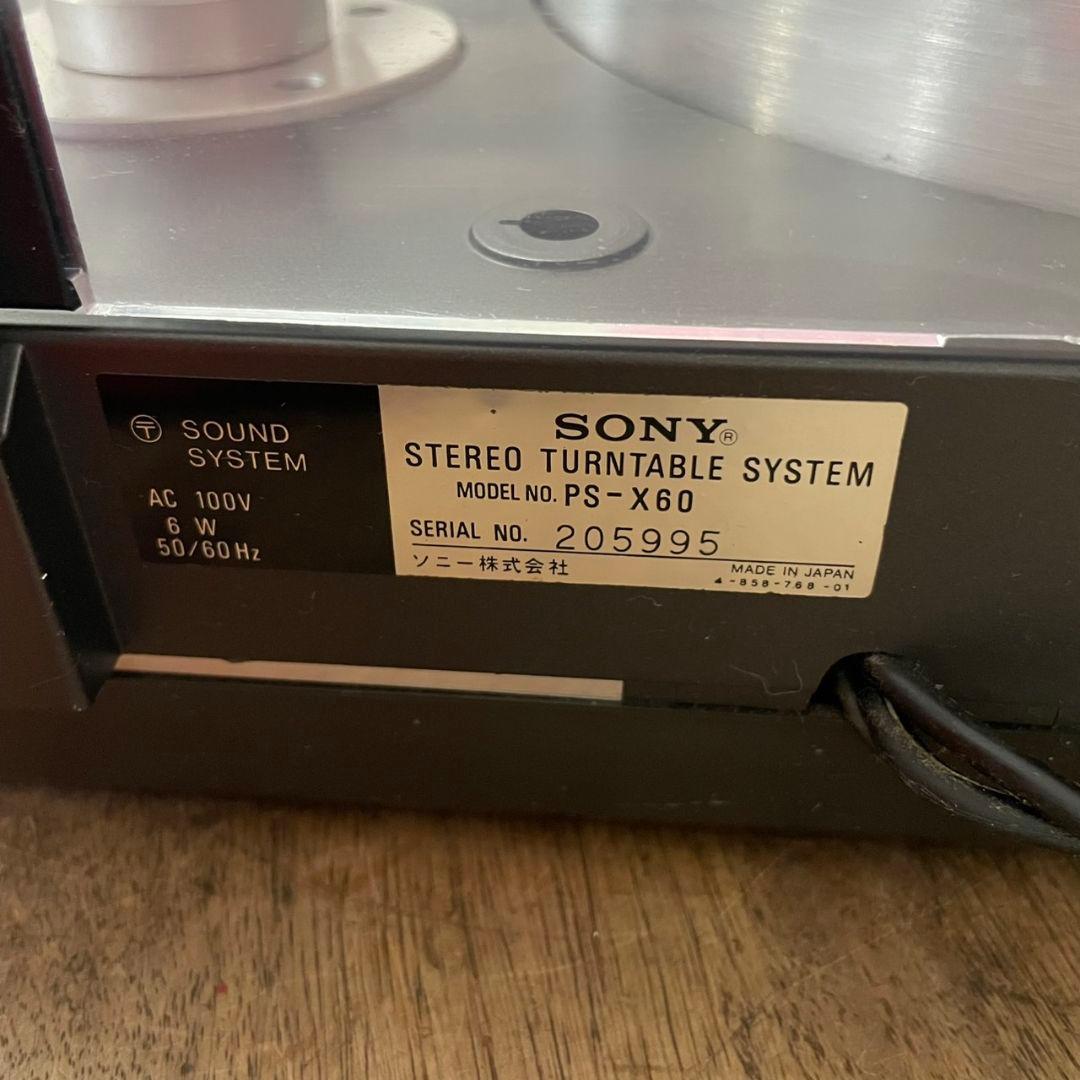 〒 SOUND
SYSTEM
AC 100V
6 W
50/60Hz
SONY®
STEREO TURNTABLE SYSTEM
MODEL NO. PS-X60
SERIAL NO. 205995
ソニー株式会社
MADE IN JAPAN
4-858-768-01